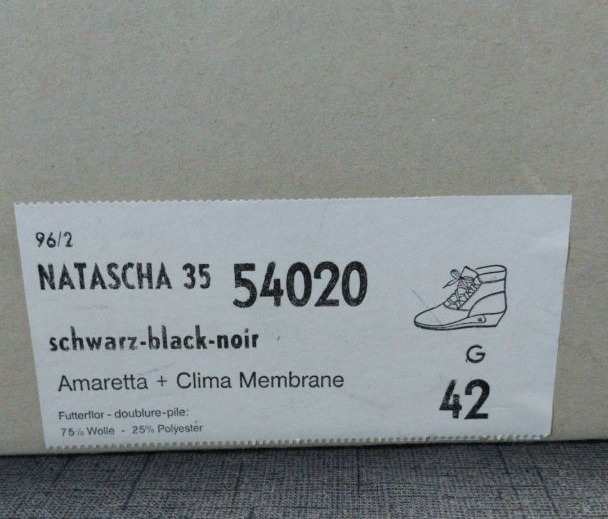 96/2
NATASCHA 35 54020
schwarz-black-noir
G
Amaretta + Clima Membrane
42
Futterflor - doublure-pile:
75% Wolle - 25% Polyester